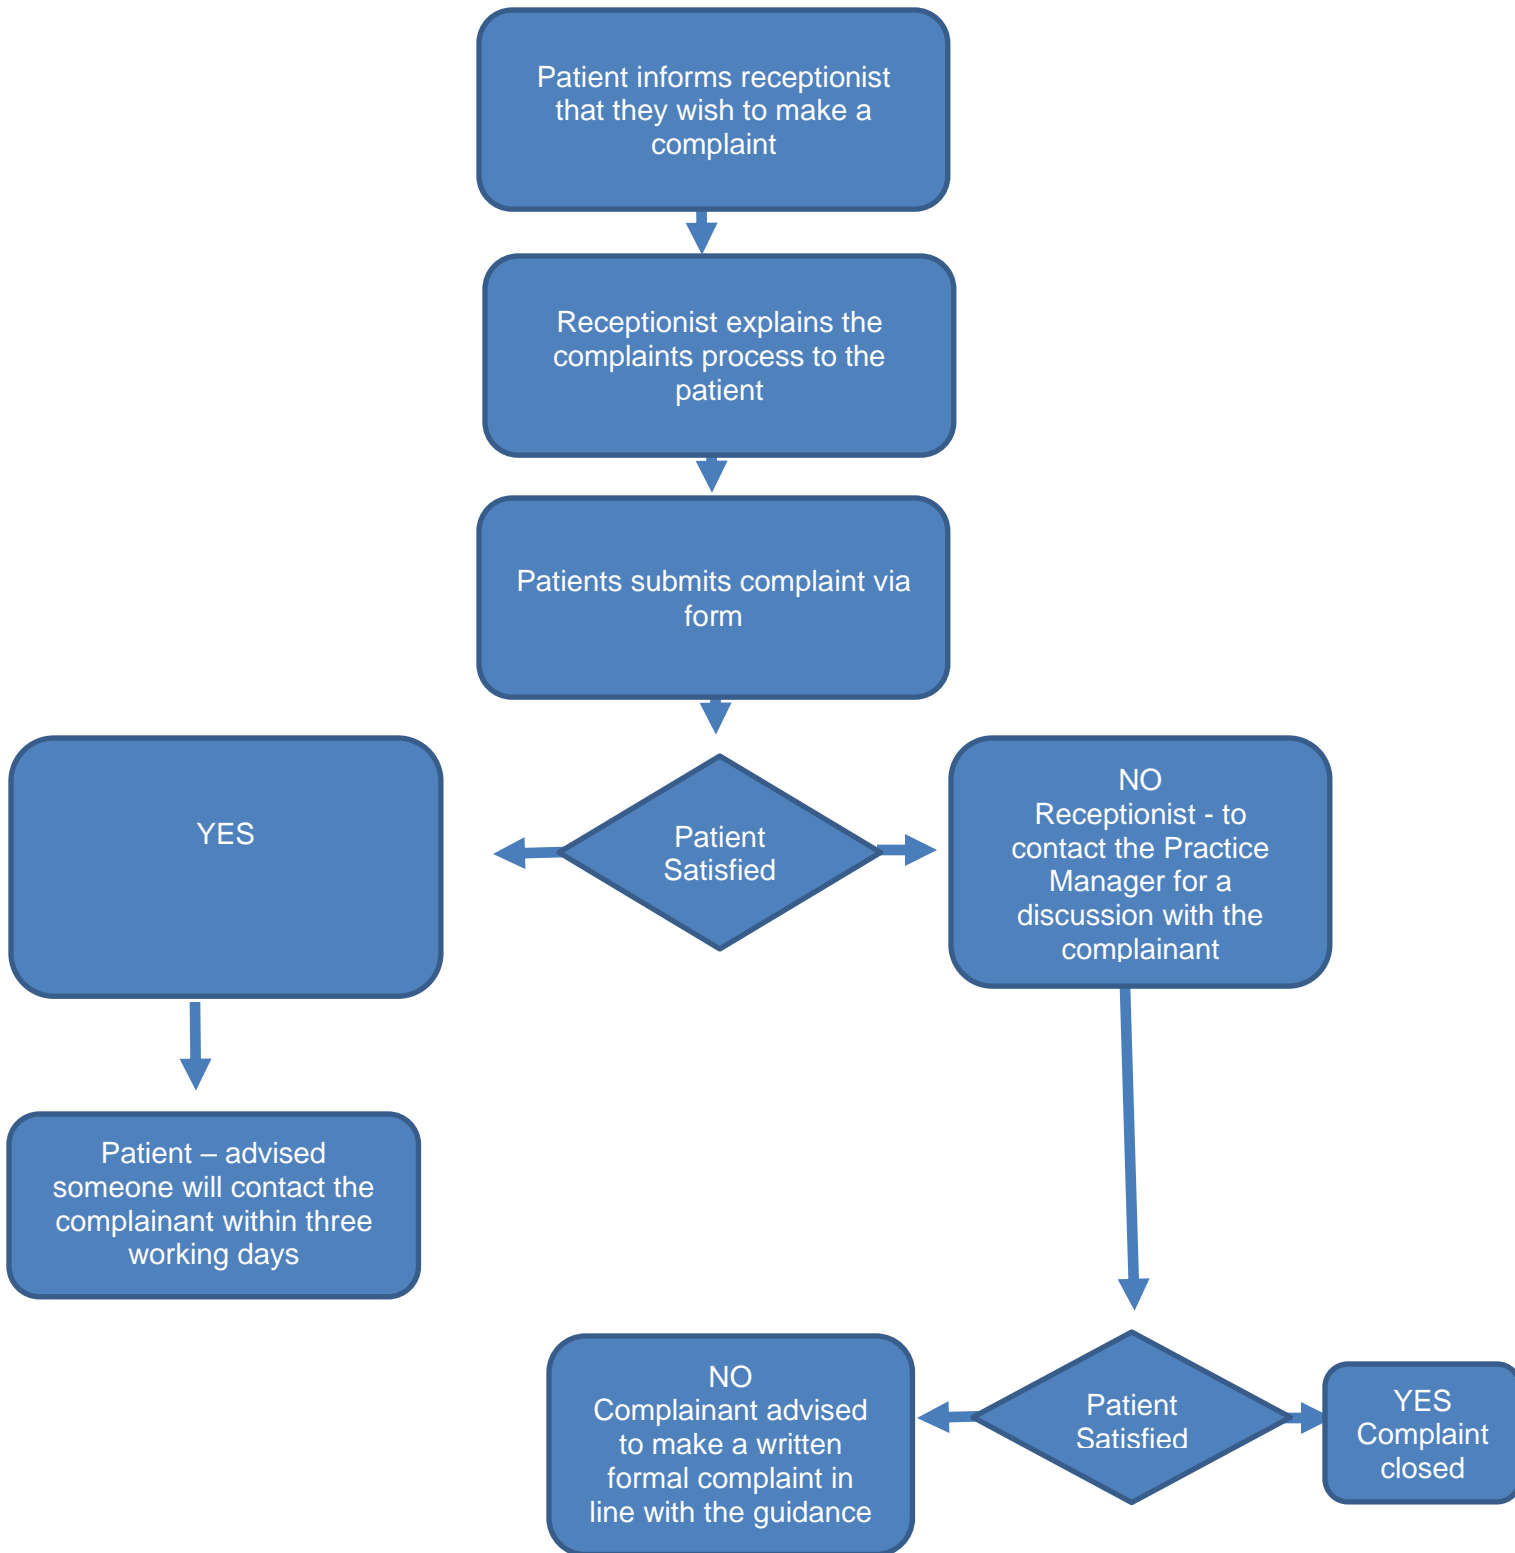 Patient informs receptionist
that they wish to make a
complaint
Receptionist explains the
complaints process to the
patient
Patients submits complaint via
form
YES
Patient
Satisfied
NO
Receptionist - to
contact the Practice
Manager for a
discussion with the
complainant
Patient – advised
someone will contact the
complainant within three
working days
NO
Complainant advised
to make a written
formal complaint in
line with the guidance
Patient
Satisfied
YES
Complaint
closed